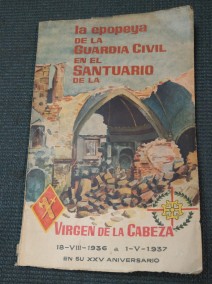 la epopeya
DE LA
GUARDIA CIVIL
EN EL
SANTUARIO
DE LA
VIRGEN DE LA CABEZA
18-VIII-1936 a 1-V-1937
EN SU XXV ANIVERSARIO